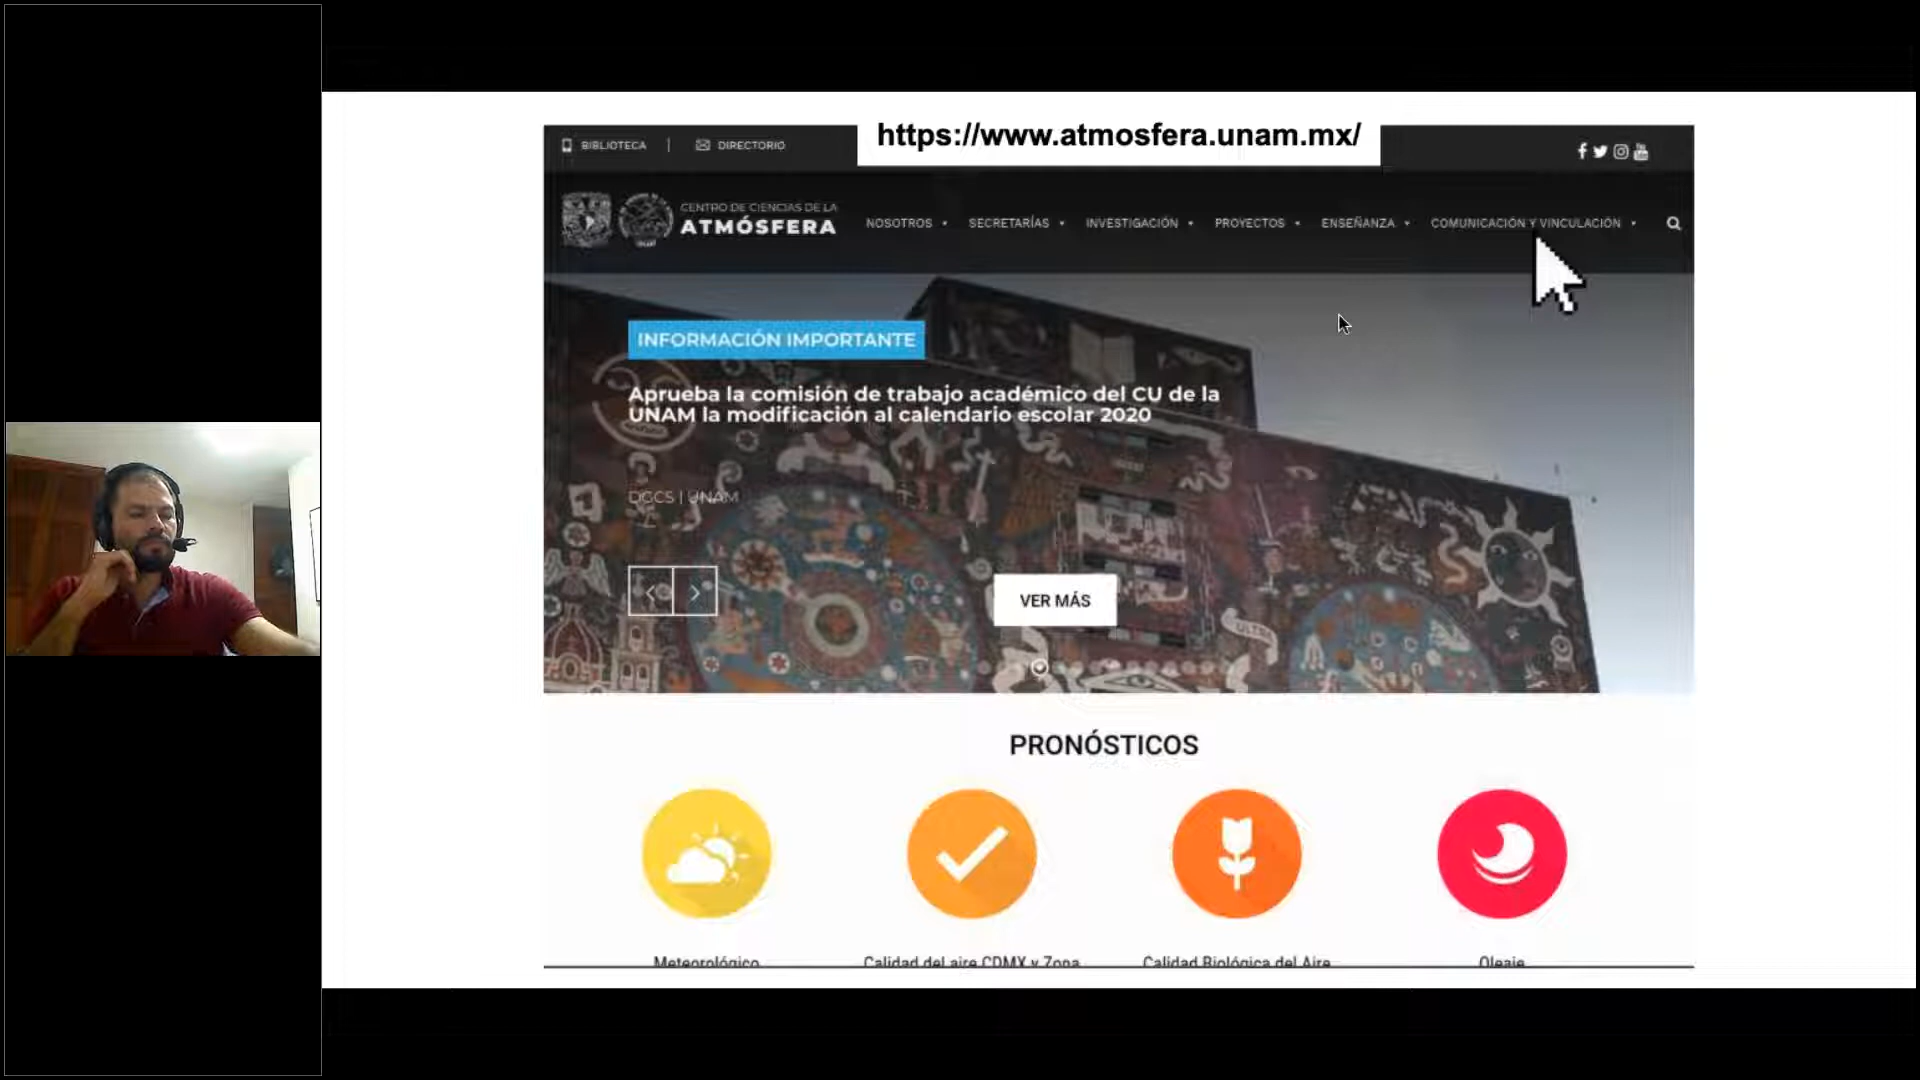 https://www.atmosfera.unam.mx/
BIBLIOTECA | DIRECTORIO
CENTRO DE CIENCIAS DE LA
ATMÓSFERA
NOSOTROS SECRETARÍAS INVESTIGACIÓN PROYECTOS ENSEÑANZA COMUNICACIÓN Y VINCULACIÓN
INFORMACIÓN IMPORTANTE
Aprueba la comisión de trabajo académico del CU de la
UNAM la modificación al calendario escolar 2020
DGCS | UNAM
VER MÁS
PRONÓSTICOS
Meteorológico Calidad del aire CDMX y Zona Calidad Biológica del Aire Oleaje